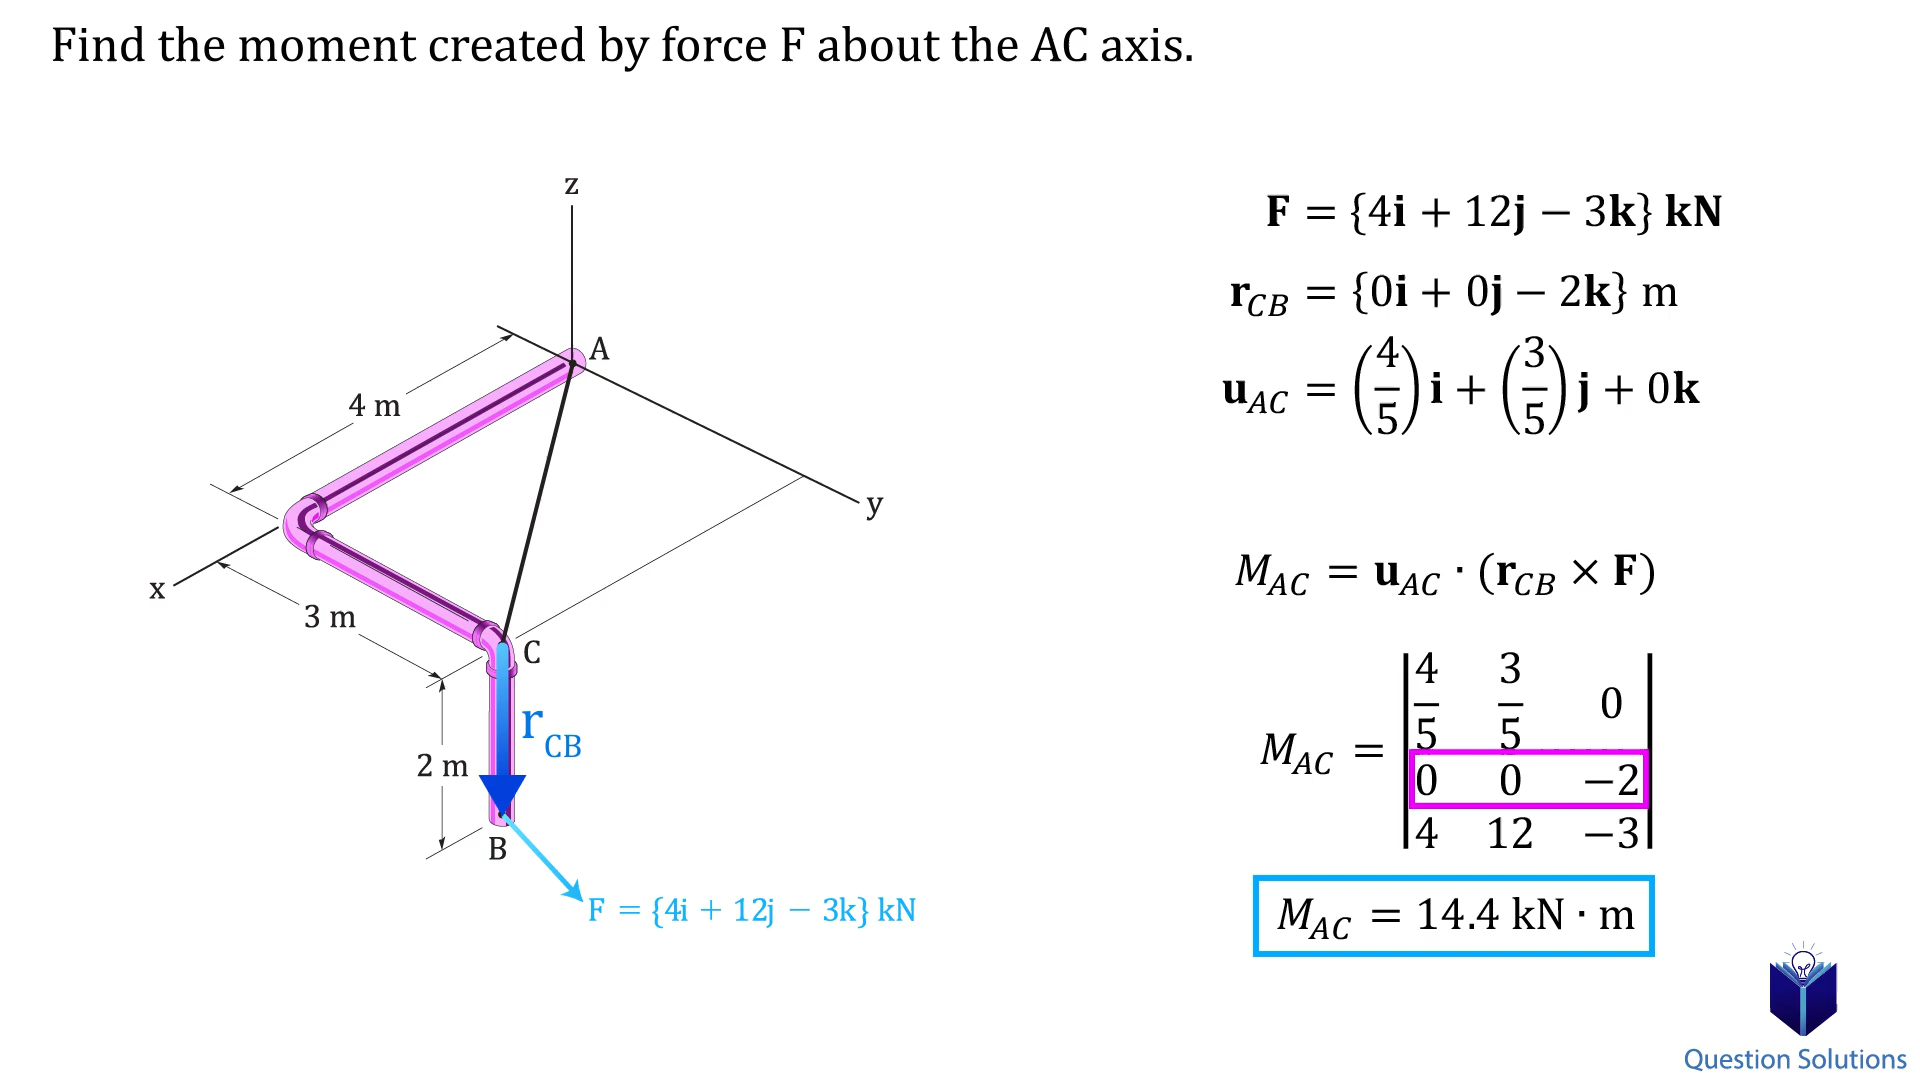 Find the moment created by force F about the AC axis.
z
A
4 m
y
x
3 m
C
r_CB
2 m
B
F = {4i + 12j − 3k} kN
F = {4i + 12j − 3k} kN
r_CB = {0i + 0j − 2k} m
u_AC = (4/5) i + (3/5) j + 0k
M_AC = u_AC · (r_CB × F)
M_AC = | 4/5 3/5 0 |
| 0 0 −2 |
| 4 12 −3 |
M_AC = 14.4 kN · m
Question Solutions